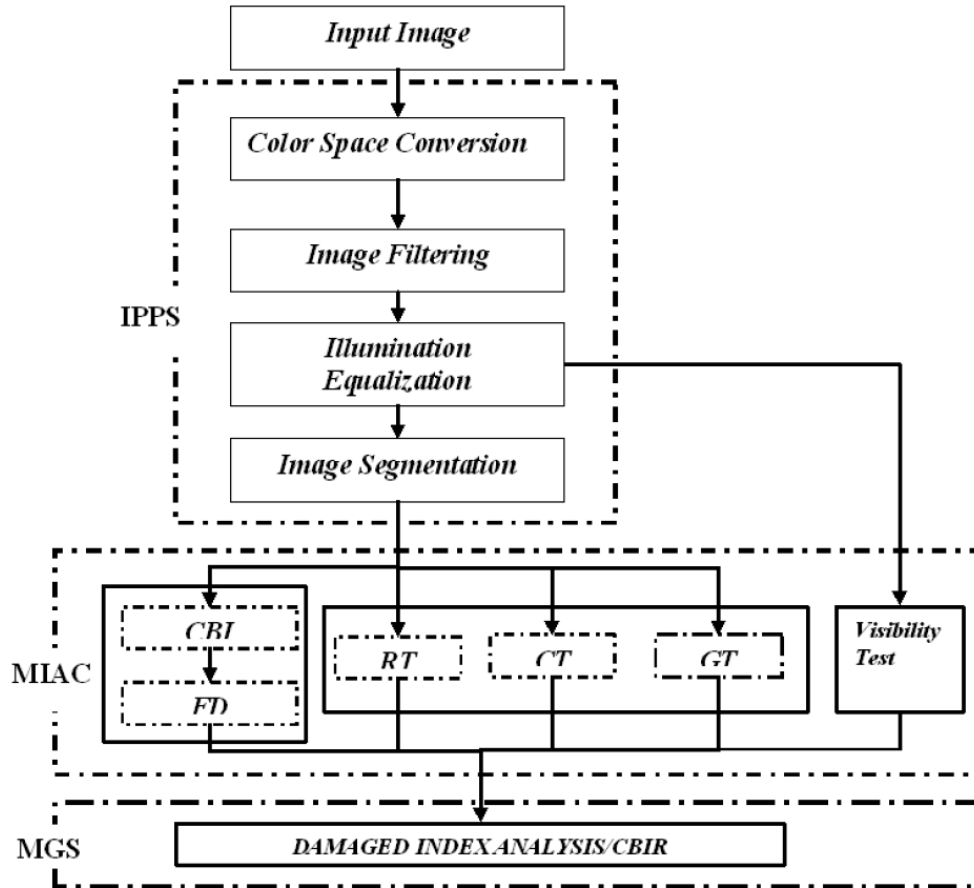 Input Image
Color Space Conversion
Image Filtering
IPPS
Illumination
Equalization
Image Segmentation
CBI
RT
CT
GT
Visibility
Test
MIAC
FD
MGS
DAMAGED INDEX ANALYSIS/CBIR